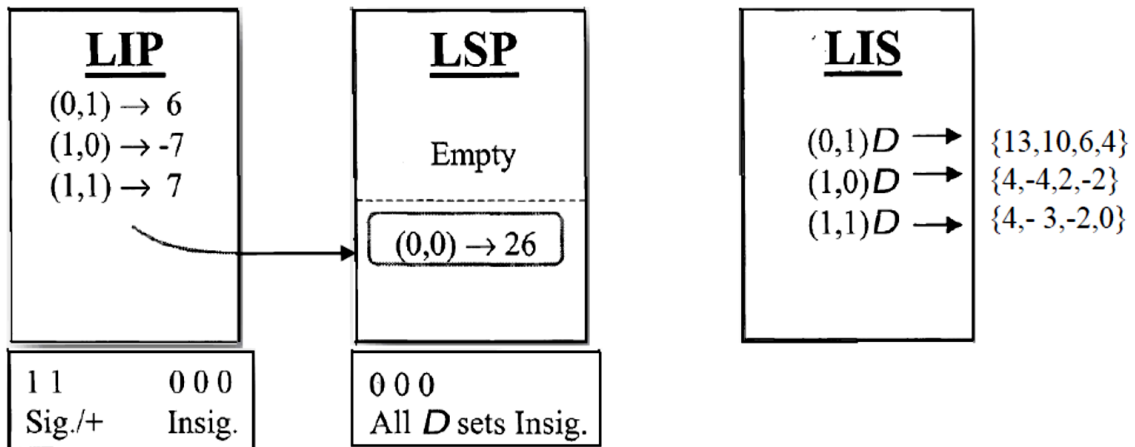 LIP
(0,1) → 6
(1,0) → -7
(1,1) → 7
LSP
Empty
(0,0) → 26
LIS
(0,1)D → {13,10,6,4}
(1,0)D → {4,-4,2,-2}
(1,1)D → {4,- 3,-2,0}
1 1 0 0 0
Sig./+ Insig.
0 0 0
All D sets Insig.